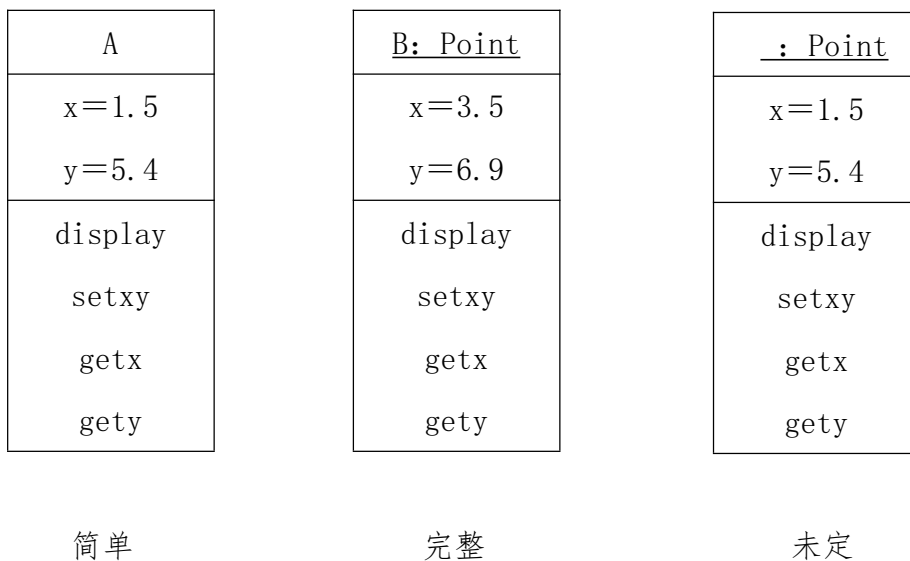 A
x＝1.5
y＝5.4
display
setxy
getx
gety
简单
B：Point
x＝3.5
y＝6.9
display
setxy
getx
gety
完整
：Point
x＝1.5
y＝5.4
display
setxy
getx
gety
未定